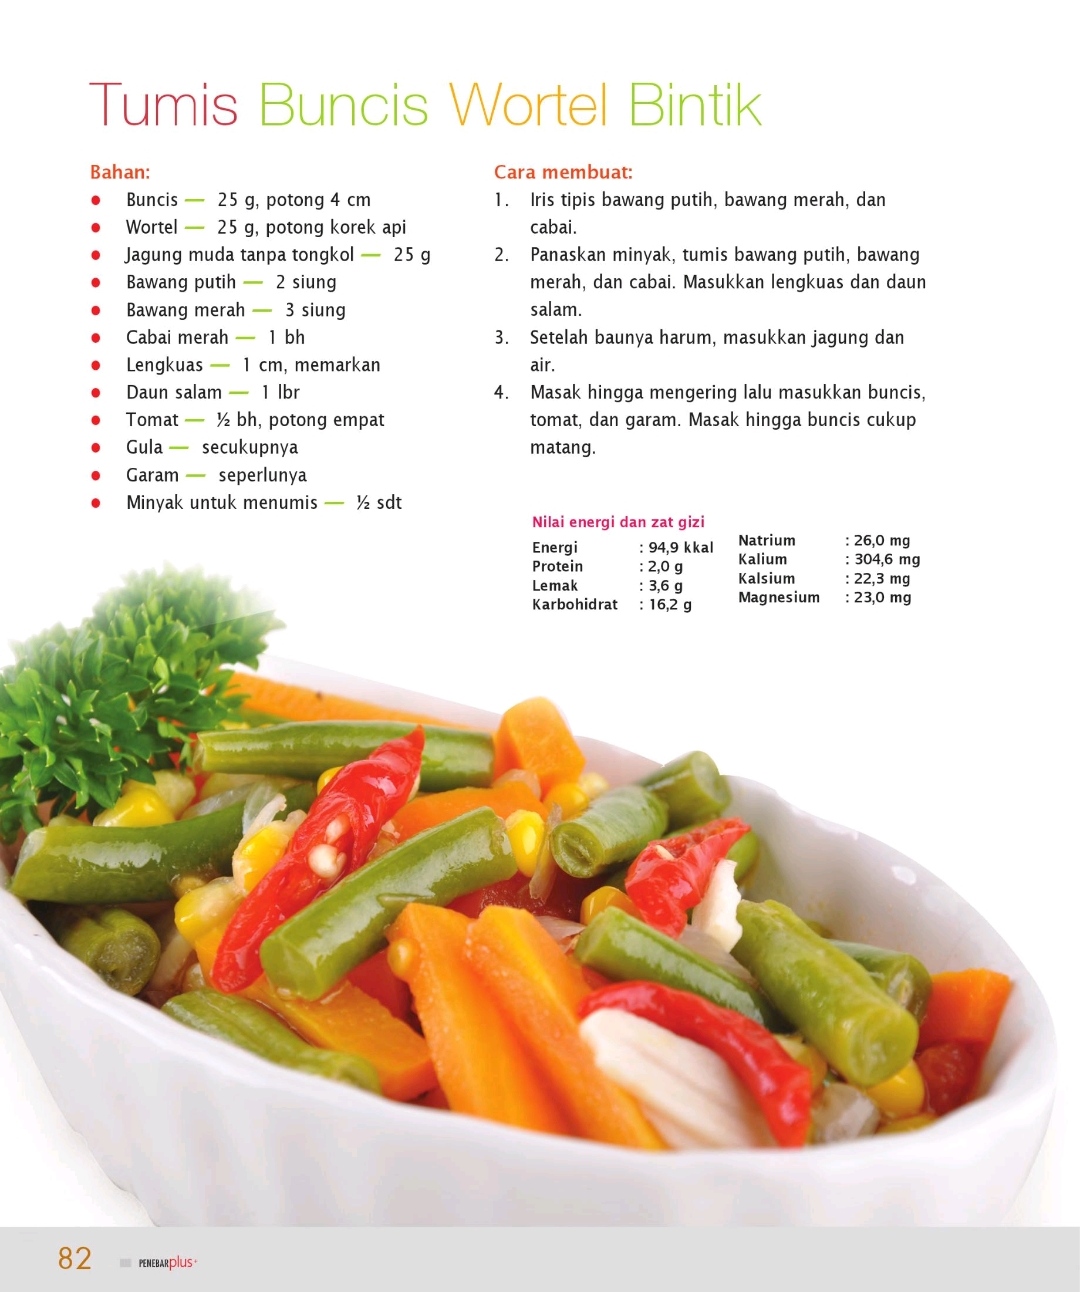 Tumis Buncis Wortel Bintik
Bahan:
• Buncis — 25 g, potong 4 cm
• Wortel — 25 g, potong korek api
• Jagung muda tanpa tongkol — 25 g
• Bawang putih — 2 siung
• Bawang merah — 3 siung
• Cabai merah — 1 bh
• Lengkuas — 1 cm, memarkan
• Daun salam — 1 lbr
• Tomat — ½ bh, potong empat
• Gula — secukupnya
• Garam — seperlunya
• Minyak untuk menumis — ½ sdt
Cara membuat:
1. Iris tipis bawang putih, bawang merah, dan
cabai.
2. Panaskan minyak, tumis bawang putih, bawang
merah, dan cabai. Masukkan lengkuas dan daun
salam.
3. Setelah baunya harum, masukkan jagung dan
air.
4. Masak hingga mengering lalu masukkan buncis,
tomat, dan garam. Masak hingga buncis cukup
matang.
Nilai energi dan zat gizi
Energi : 94,9 kkal
Protein : 2,0 g
Lemak : 3,6 g
Karbohidrat : 16,2 g
Natrium : 26,0 mg
Kalium : 304,6 mg
Kalsium : 22,3 mg
Magnesium : 23,0 mg
82 PENEBARplus+